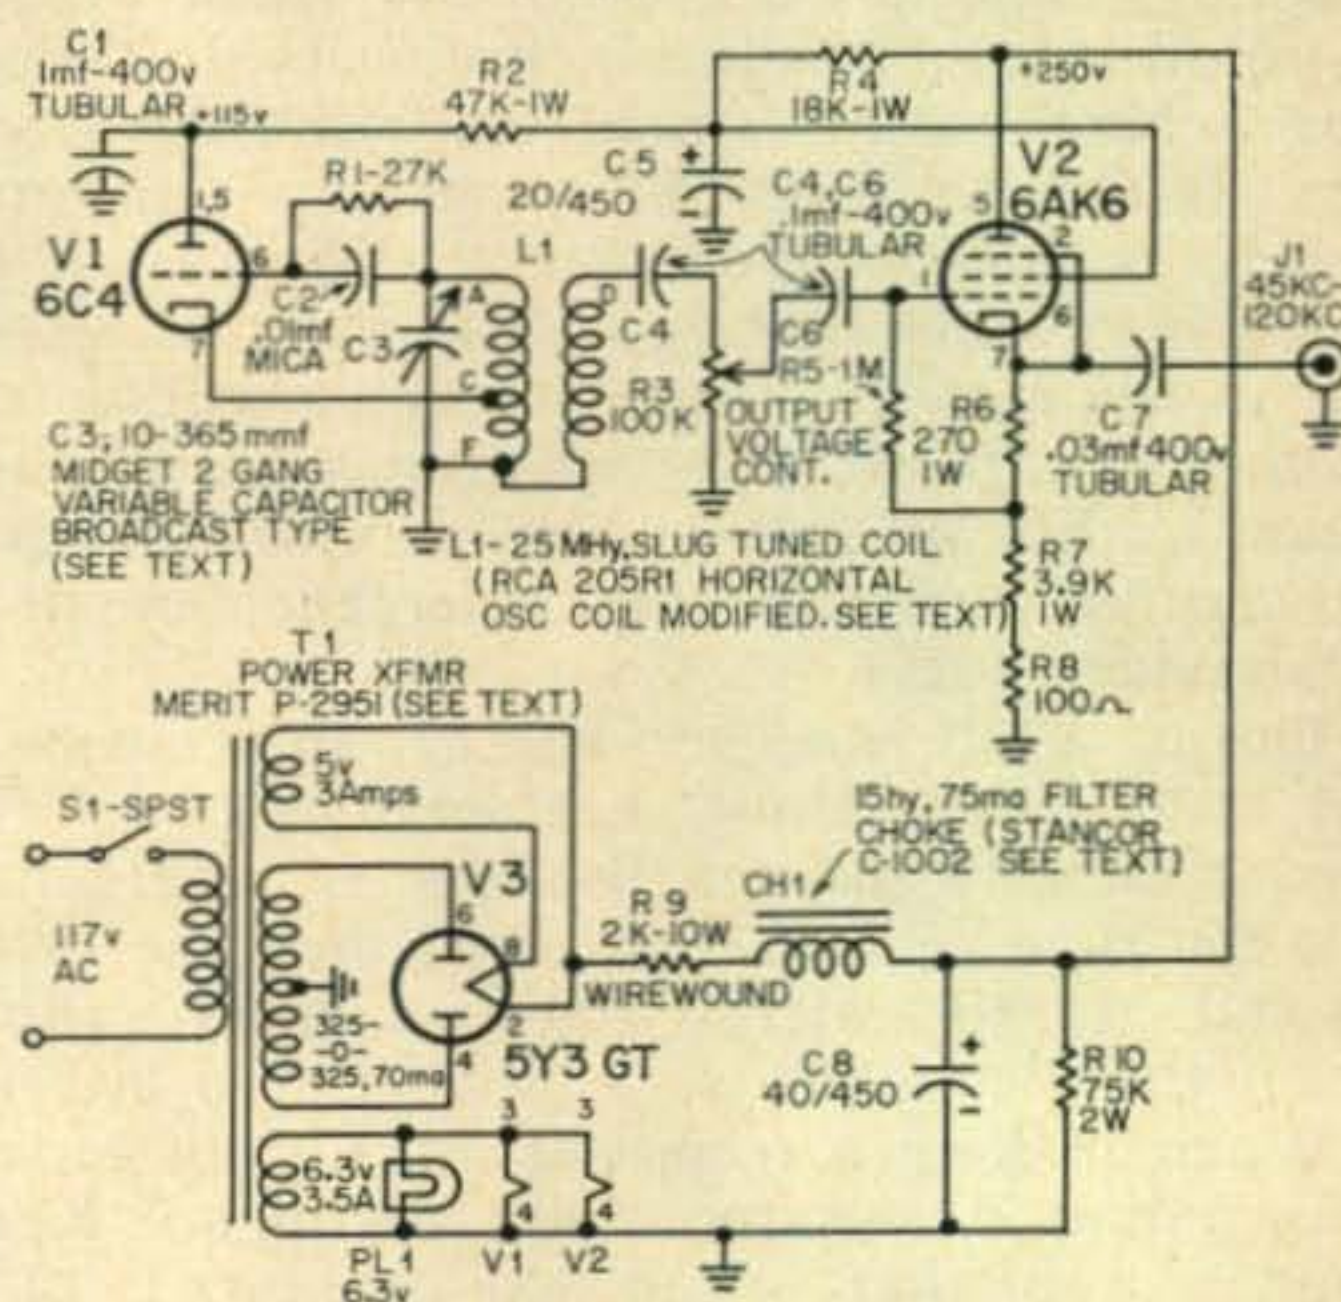 C1
1mf-400v
TUBULAR
+115v
R2
47K-1W
R4
18K-1W
+250v
R1-27K
C5
20/450
+
-
C4,C6
.1mf-400v
TUBULAR
V2
6AK6
5
2
1
6
7
V1
6C4
1,5
6
7
C2
.01mf
MICA
C3
A
C
F
L1
D
C4
R3
100K
C6
R5-1M
OUTPUT
VOLTAGE
CONT.
R6
270
1W
C7
.03mf400v
TUBULAR
J1
45KC-
120KC
C3, 10-365mmf
MIDGET 2 GANG
VARIABLE CAPACITOR
BROADCAST TYPE
(SEE TEXT)
L1-25MHy.SLUG TUNED COIL
(RCA 205R1 HORIZONTAL
OSC COIL MODIFIED.SEE TEXT)
R7
3.9K
1W
R8
100Ω
T1
POWER XFMR
MERIT P-2951(SEE TEXT)
5v
3Amps
S1-SPST
117v
AC
V3
6
8
2
4
5Y3 GT
325-
-0-
325,70ma
R9
2K-10W
WIREWOUND
CH1
15hy,75ma FILTER
CHOKE (STANCOR
C-1002 SEE TEXT)
C8
40/450
+
-
R10
75K
2W
6.3v
3.5A
3
3
4
4
PL1
6.3v
V1
V2